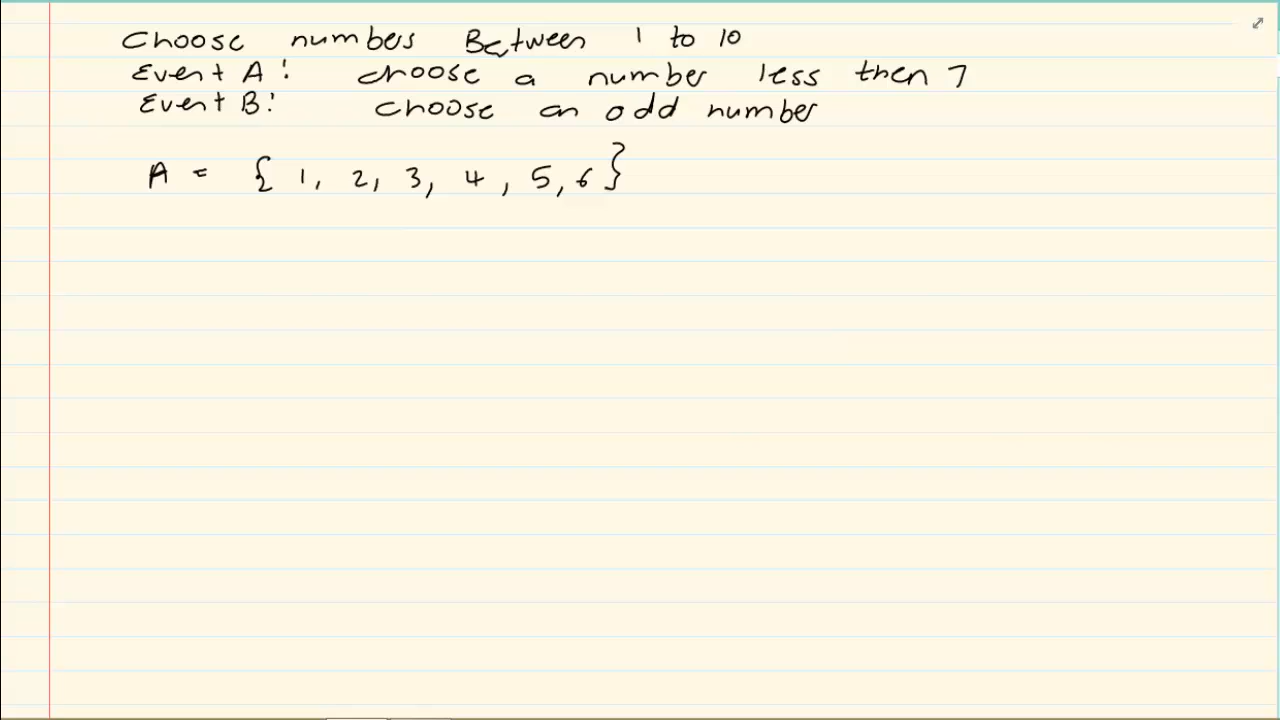 Choose numbers Between 1 to 10
Event A: choose a number less then 7
Event B: choose an odd number
A = { 1, 2, 3, 4, 5, 6 }